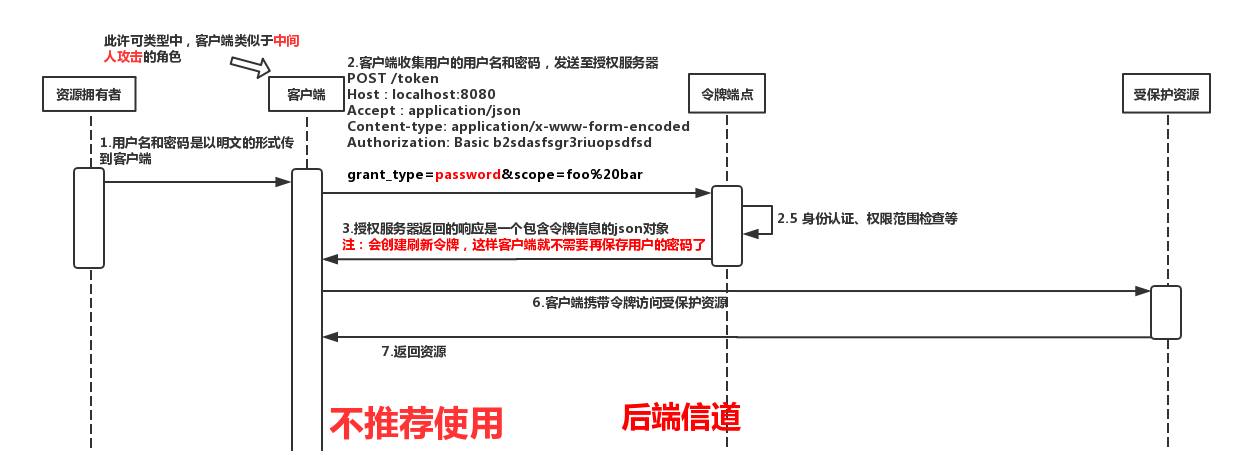 此许可类型中，客户端类似于中间
人攻击的角色
资源拥有者
客户端
令牌端点
受保护资源
2.客户端收集用户的用户名和密码，发送至授权服务器
POST /token
Host : localhost:8080
Accept : application/json
Content-type: application/x-www-form-encoded
Authorization: Basic b2sdasfsgr3riuopsdfsd
1.用户名和密码是以明文的形式传
到客户端
grant_type=password&scope=foo%20bar
2.5 身份认证、权限范围检查等
3.授权服务器返回的响应是一个包含令牌信息的json对象
注：会创建刷新令牌，这样客户端就不需要再保存用户的密码了
6.客户端携带令牌访问受保护资源
7.返回资源
不推荐使用
后端信道